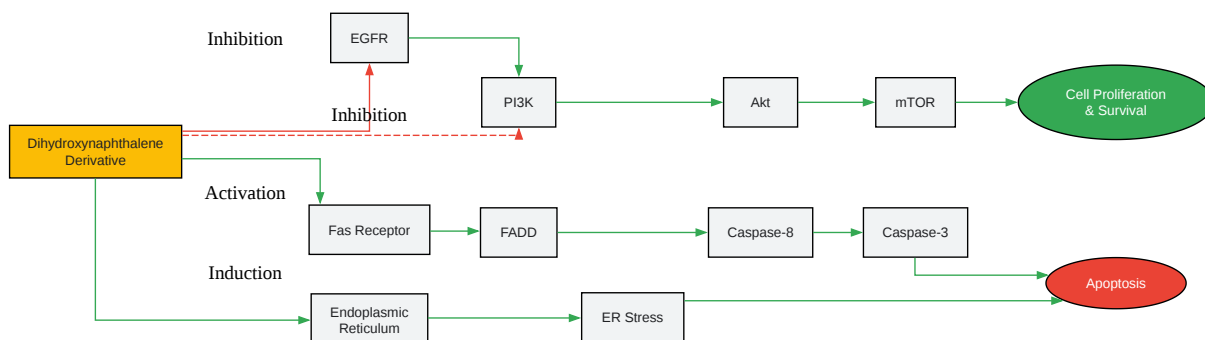 Inhibition
EGFR
PI3K
Akt
mTOR
Cell Proliferation
& Survival
Inhibition
Dihydroxynaphthalene
Derivative
Activation
Fas Receptor
FADD
Caspase-8
Caspase-3
Induction
Apoptosis
Endoplasmic
Reticulum
ER Stress